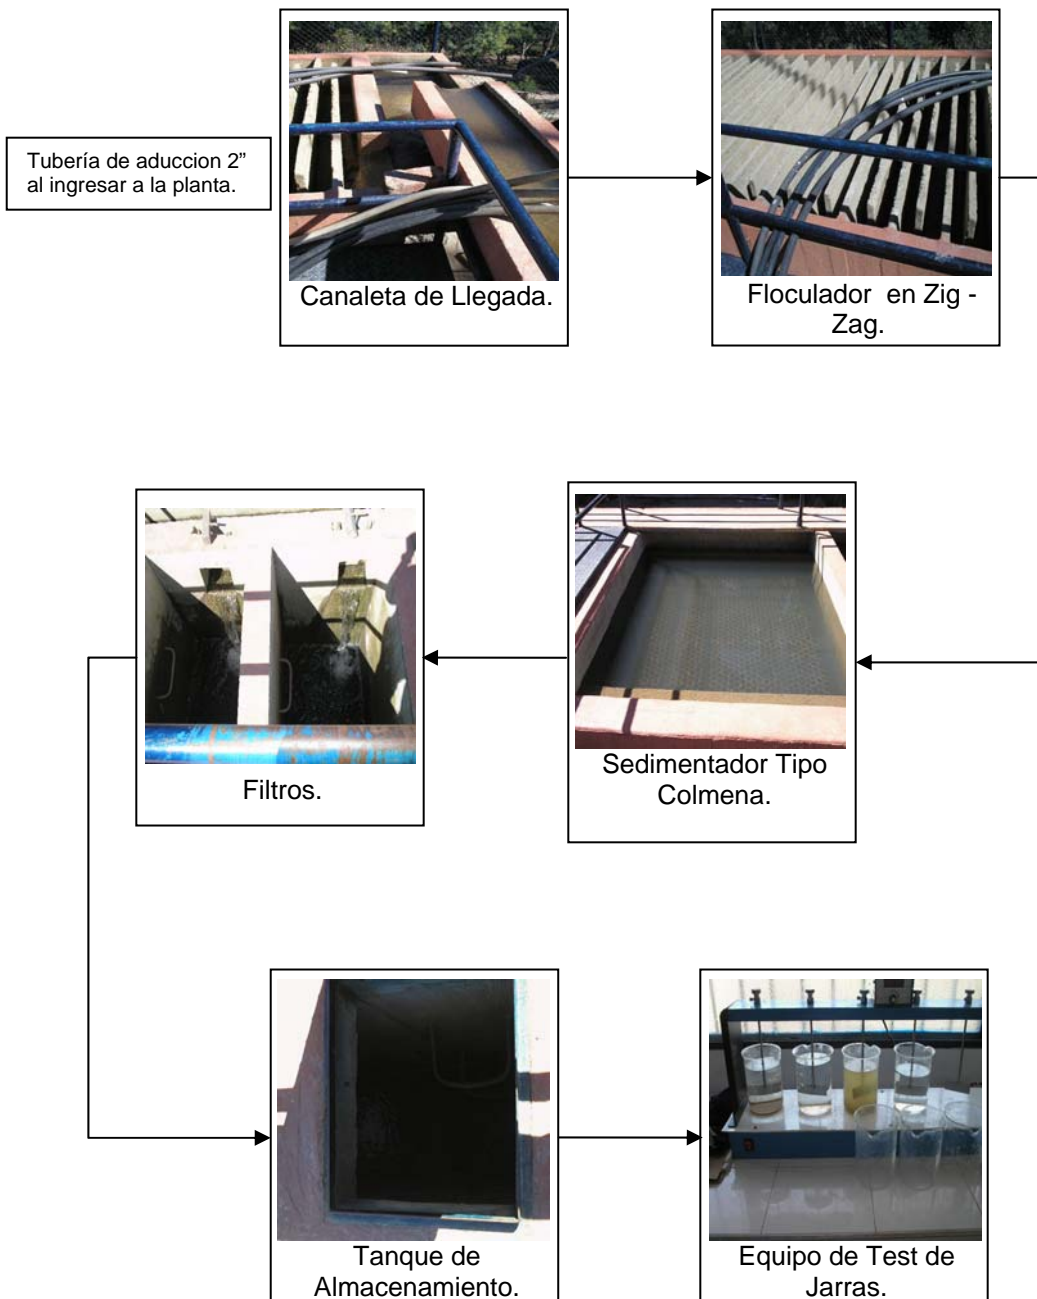 Tubería de aduccion 2”
al ingresar a la planta.
Canaleta de Llegada.
Floculador en Zig -
Zag.
Filtros.
Sedimentador Tipo
Colmena.
Tanque de
Almacenamiento.
Equipo de Test de
Jarras.